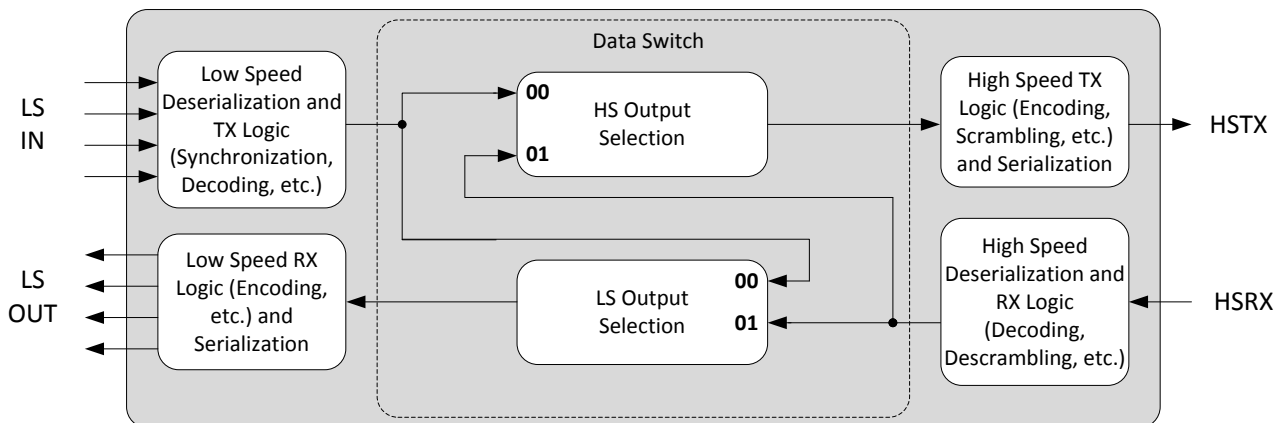 Data Switch
LS
IN
Low Speed
Deserialization and
TX Logic
(Synchronization,
Decoding, etc.)
00
01
HS Output
Selection
High Speed TX
Logic (Encoding,
Scrambling, etc.)
and Serialization
HSTX
LS
OUT
Low Speed RX
Logic (Encoding,
etc.) and
Serialization
LS Output
Selection
00
01
High Speed
Deserialization and
RX Logic
(Decoding,
Descrambling, etc.)
HSRX